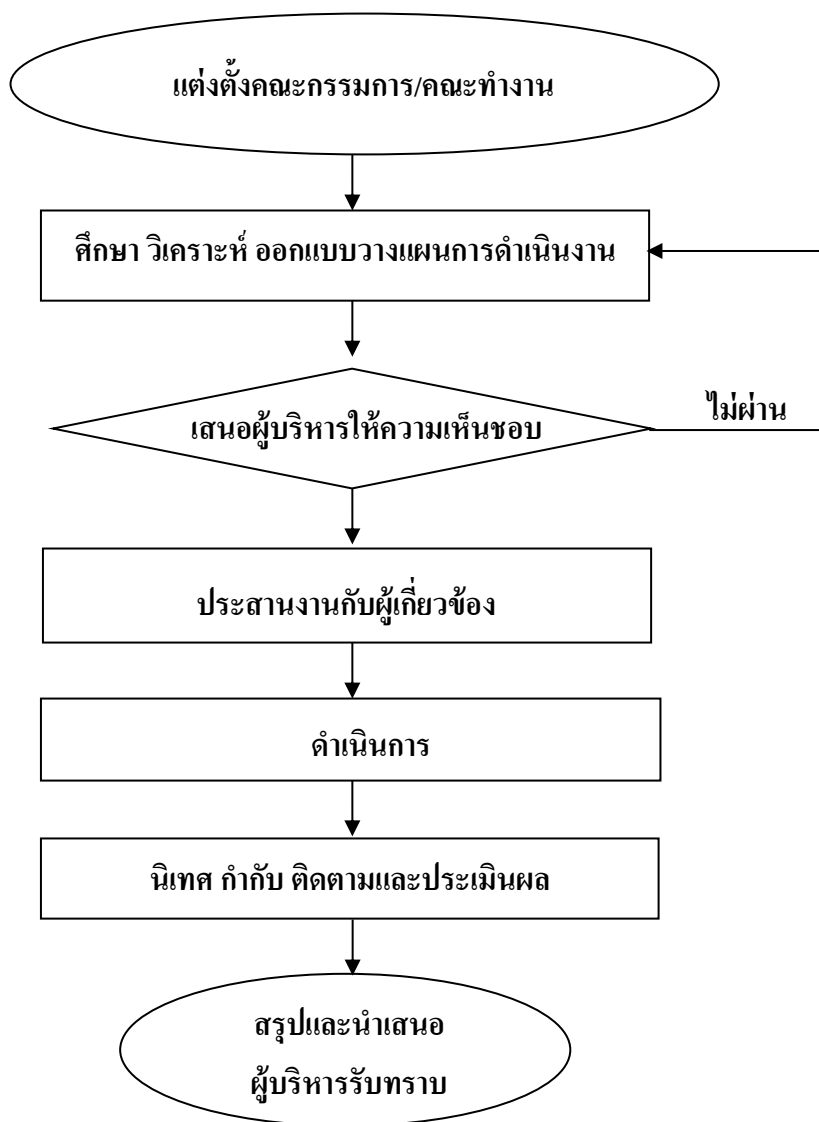 แต่งตั้งคณะกรรมการ/คณะทำงาน
ศึกษา วิเคราะห์ ออกแบบวางแผนการดำเนินงาน
เสนอผู้บริหารให้ความเห็นชอบ
ไม่ผ่าน
ประสานงานกับผู้เกี่ยวข้อง
ดำเนินการ
นิเทศ กำกับ ติดตามและประเมินผล
สรุปและนำเสนอ
ผู้บริหารรับทราบ